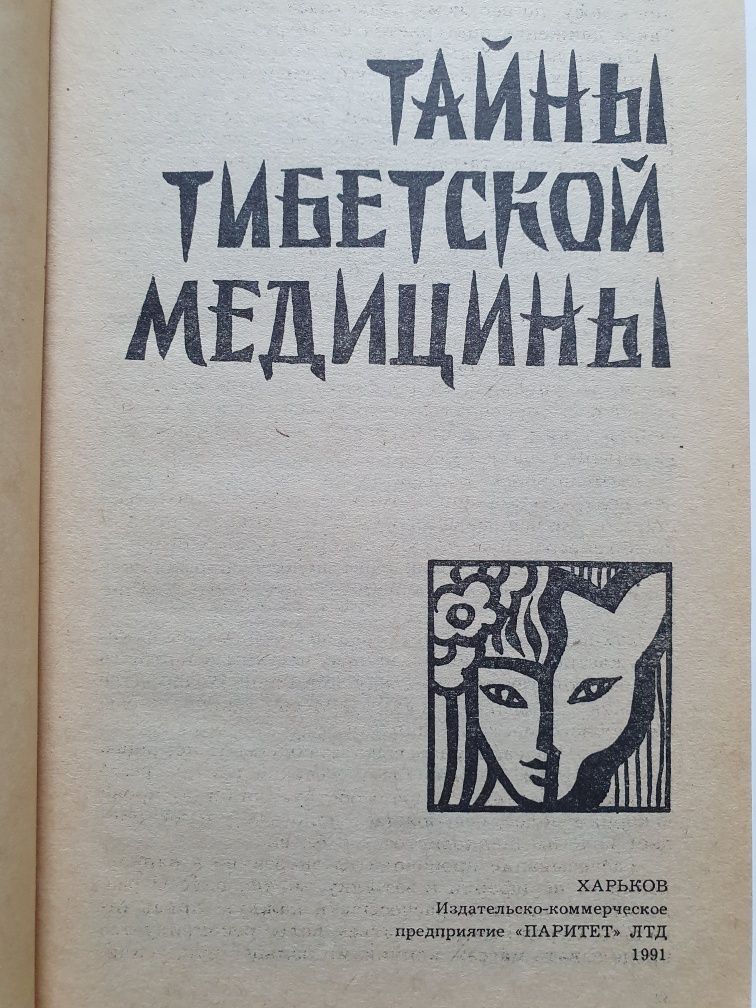 ТАЙНЫ
ТИБЕТСКОЙ
МЕДИЦИНЫ
ХАРЬКОВ
Издательско-коммерческое
предприятие «ПАРИТЕТ» ЛТД
1991